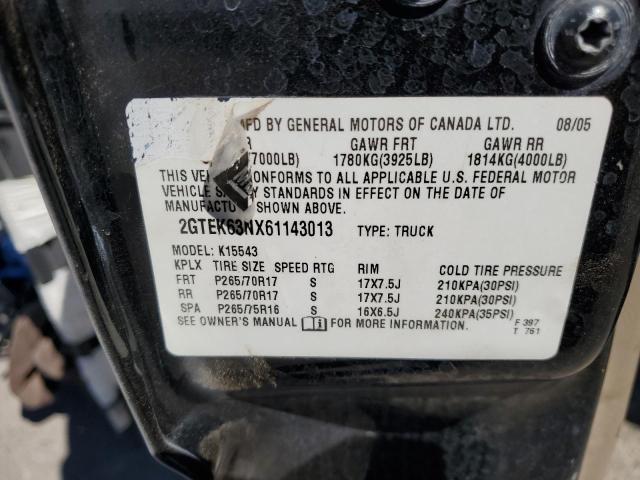 MFD BY GENERAL MOTORS OF CANADA LTD. 08/05
GAWR FRT GAWR RR
7000LB) 1780KG(3925LB) 1814KG(4000LB)
THIS VEH CONFORMS TO ALL APPLICABLE U.S. FEDERAL MOTOR
VEHICLE STANDARDS IN EFFECT ON THE DATE OF
MANUFACTUR SHOWN ABOVE.
2GTEK63NX61143013 TYPE: TRUCK
MODEL: K15543
KPLX TIRE SIZE SPEED RTG RIM COLD TIRE PRESSURE
FRT P265/70R17 S 17X7.5J 210KPA(30PSI)
RR P265/70R17 S 17X7.5J 210KPA(30PSI)
SPA P265/75R16 S 16X6.5J 240KPA(35PSI)
SEE OWNER'S MANUAL FOR MORE INFORMATION. F 397
T 761